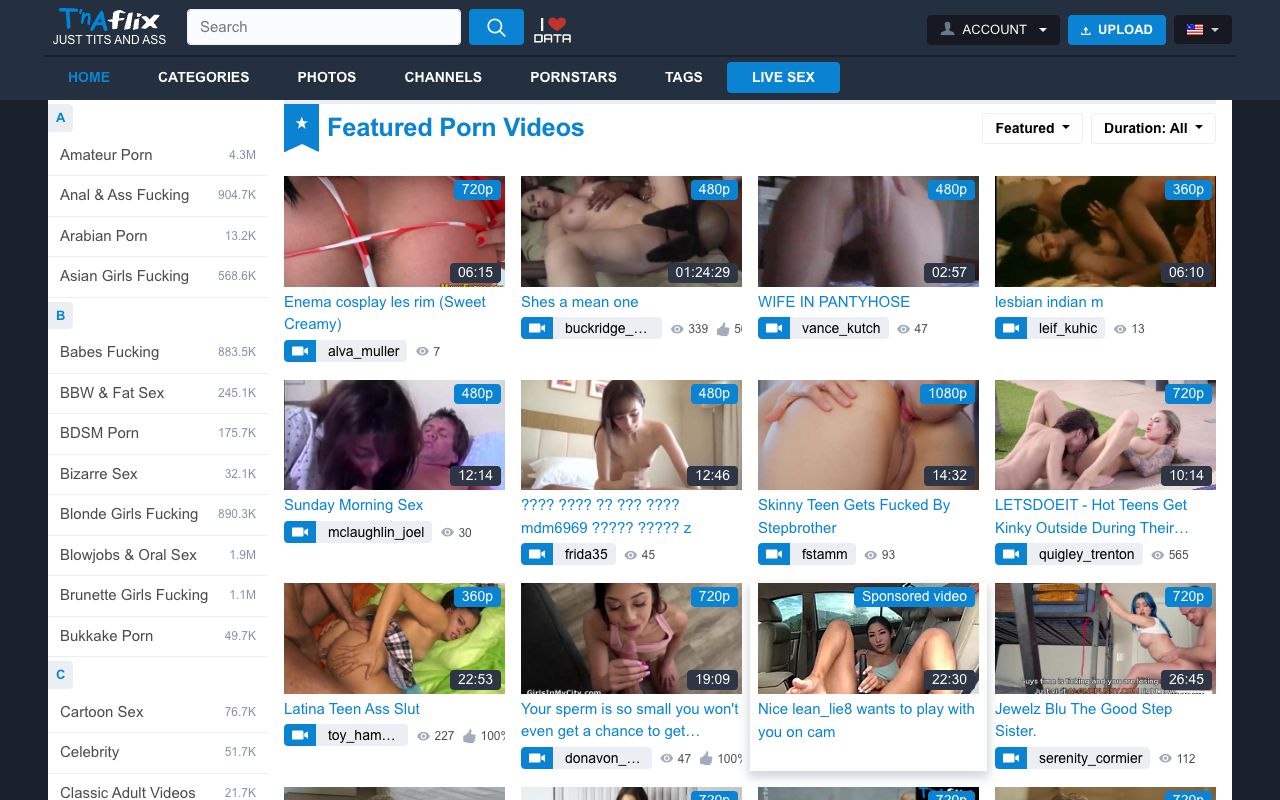 T'nAflix
JUST TITS AND ASS
Search
I
DATA
ACCOUNT
UPLOAD
HOME
CATEGORIES
PHOTOS
CHANNELS
PORNSTARS
TAGS
LIVE SEX
A
Amateur Porn 4.3M
Anal & Ass Fucking 904.7K
Arabian Porn 13.2K
Asian Girls Fucking 568.6K
B
Babes Fucking 883.5K
BBW & Fat Sex 245.1K
BDSM Porn 175.7K
Bizarre Sex 32.1K
Blonde Girls Fucking 890.3K
Blowjobs & Oral Sex 1.9M
Brunette Girls Fucking 1.1M
Bukkake Porn 49.7K
C
Cartoon Sex 76.7K
Celebrity 51.7K
Classic Adult Videos 21.7K
Featured Porn Videos
Featured
Duration: All
720p
06:15
Enema cosplay les rim (Sweet
Creamy)
alva_muller 7
480p
01:24:29
Shes a mean one
buckridge_... 339
480p
02:57
WIFE IN PANTYHOSE
vance_kutch 47
360p
06:10
lesbian indian m
leif_kuhic 13
480p
12:14
Sunday Morning Sex
mclaughlin_joel 30
480p
12:46
???? ???? ?? ??? ????
mdm6969 ????? ????? z
frida35 45
1080p
14:32
Skinny Teen Gets Fucked By
Stepbrother
fstamm 93
720p
10:14
LETSDOEIT - Hot Teens Get
Kinky Outside During Their...
quigley_trenton 565
360p
22:53
Latina Teen Ass Slut
toy_ham... 227 100%
720p
19:09
GirlsInMyCity.com
Your sperm is so small you won't
even get a chance to get...
donavon_... 47 100%
Sponsored video
22:30
Nice lean_lie8 wants to play with
you on cam
720p
26:45
Jewelz Blu The Good Step
Sister.
serenity_cormier 112
720p
720p
720p